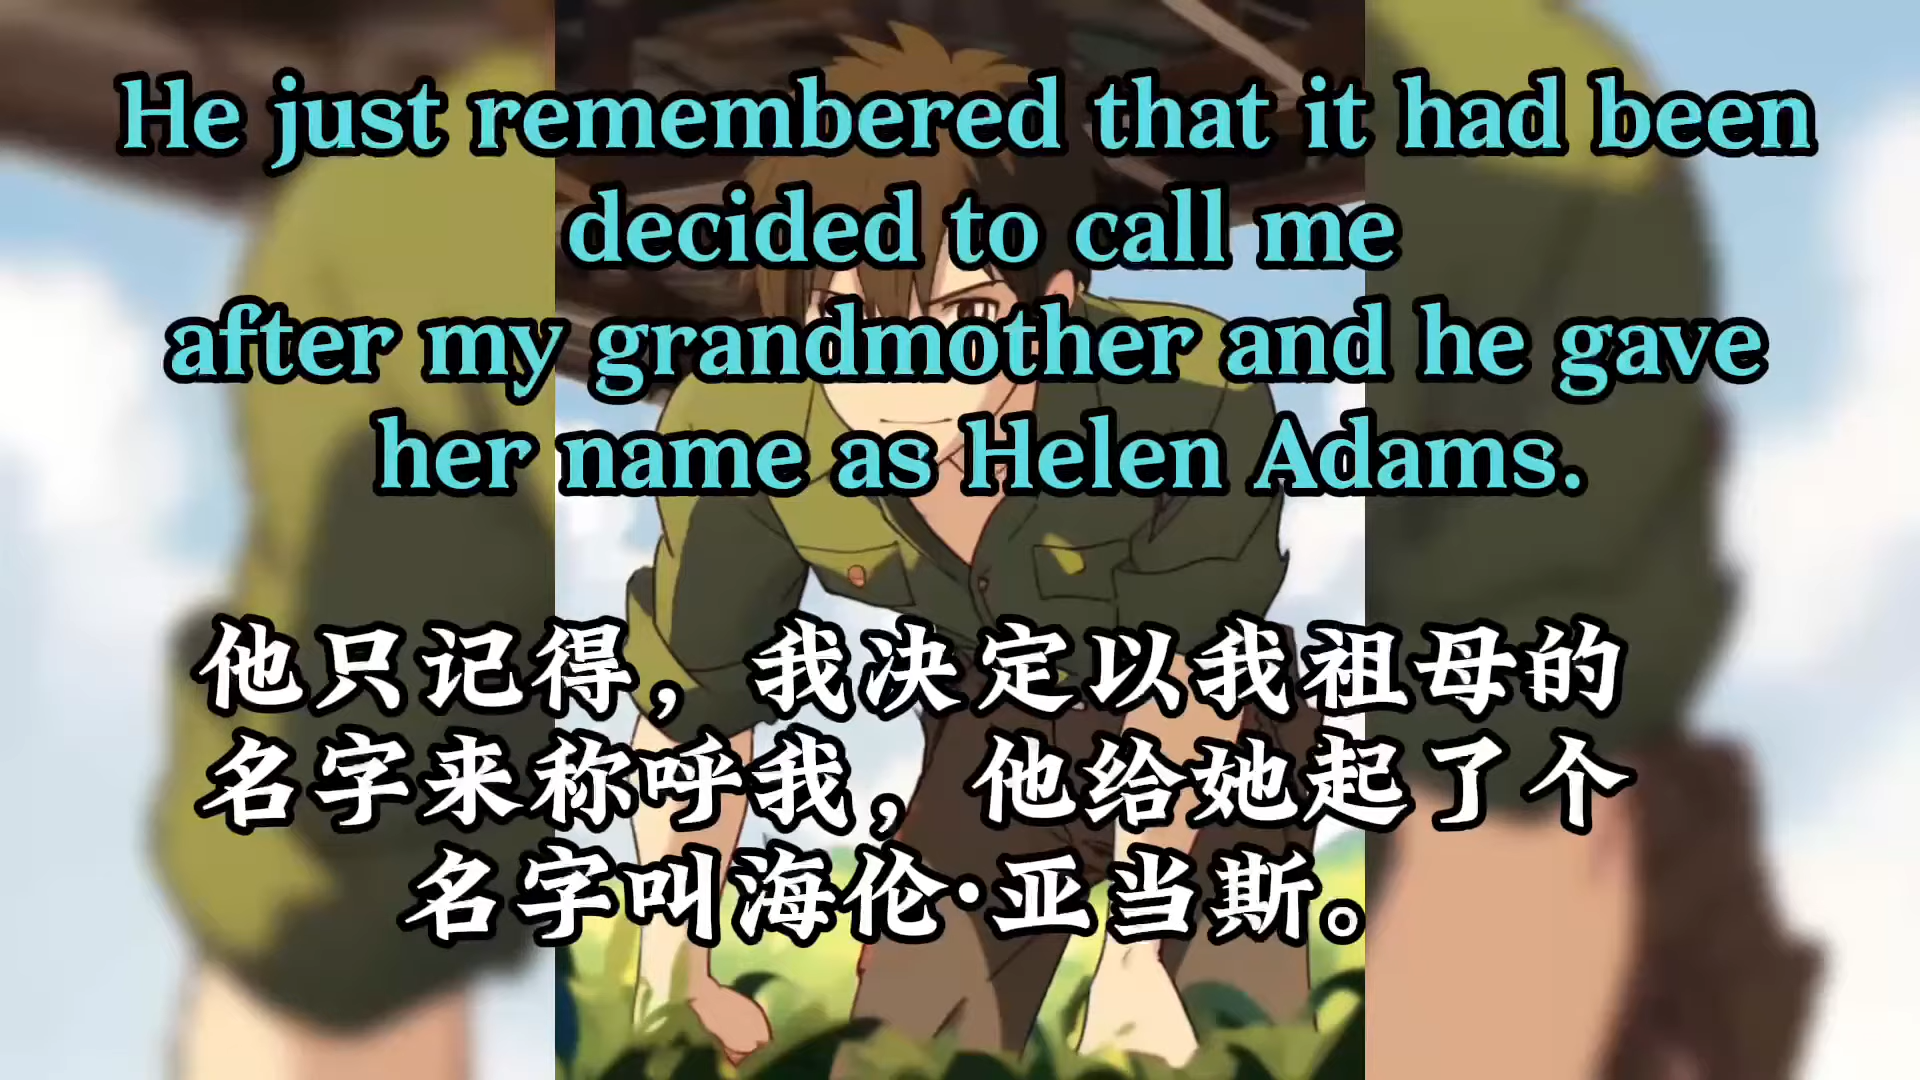 He just remembered that it had been
decided to call me
after my grandmother and he gave
her name as Helen Adams.
他只记得，我决定以我祖母的
名字来称呼我，他给她起了个
名字叫海伦·亚当斯。